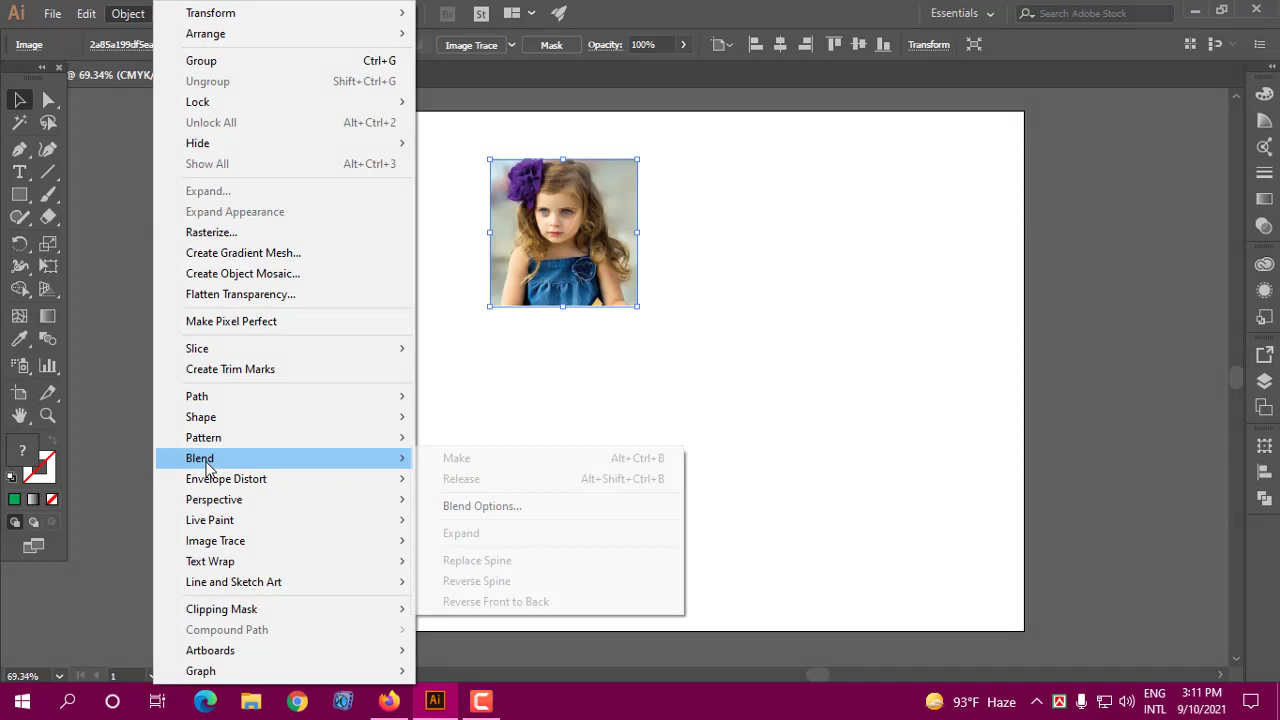 Ai File Edit Object Br St Essentials Search Adobe Stock
Image 2a85a199df5ea Image Trace Mask Opacity: 100% Transform
@ 69.34% (CMYK/
Transform
Arrange
Group Ctrl+G
Ungroup Shift+Ctrl+G
Lock
Unlock All Alt+Ctrl+2
Hide
Show All Alt+Ctrl+3
Expand...
Expand Appearance
Rasterize...
Create Gradient Mesh...
Create Object Mosaic...
Flatten Transparency...
Make Pixel Perfect
Slice
Create Trim Marks
Path
Shape
Pattern
Blend
Envelope Distort
Perspective
Live Paint
Image Trace
Text Wrap
Line and Sketch Art
Clipping Mask
Compound Path
Artboards
Graph
Make Alt+Ctrl+B
Release Alt+Shift+Ctrl+B
Blend Options...
Expand
Replace Spine
Reverse Spine
Reverse Front to Back
?
69.34% 1
Ai 93°F Haze ENG 3:11 PM
INTL 9/10/2021